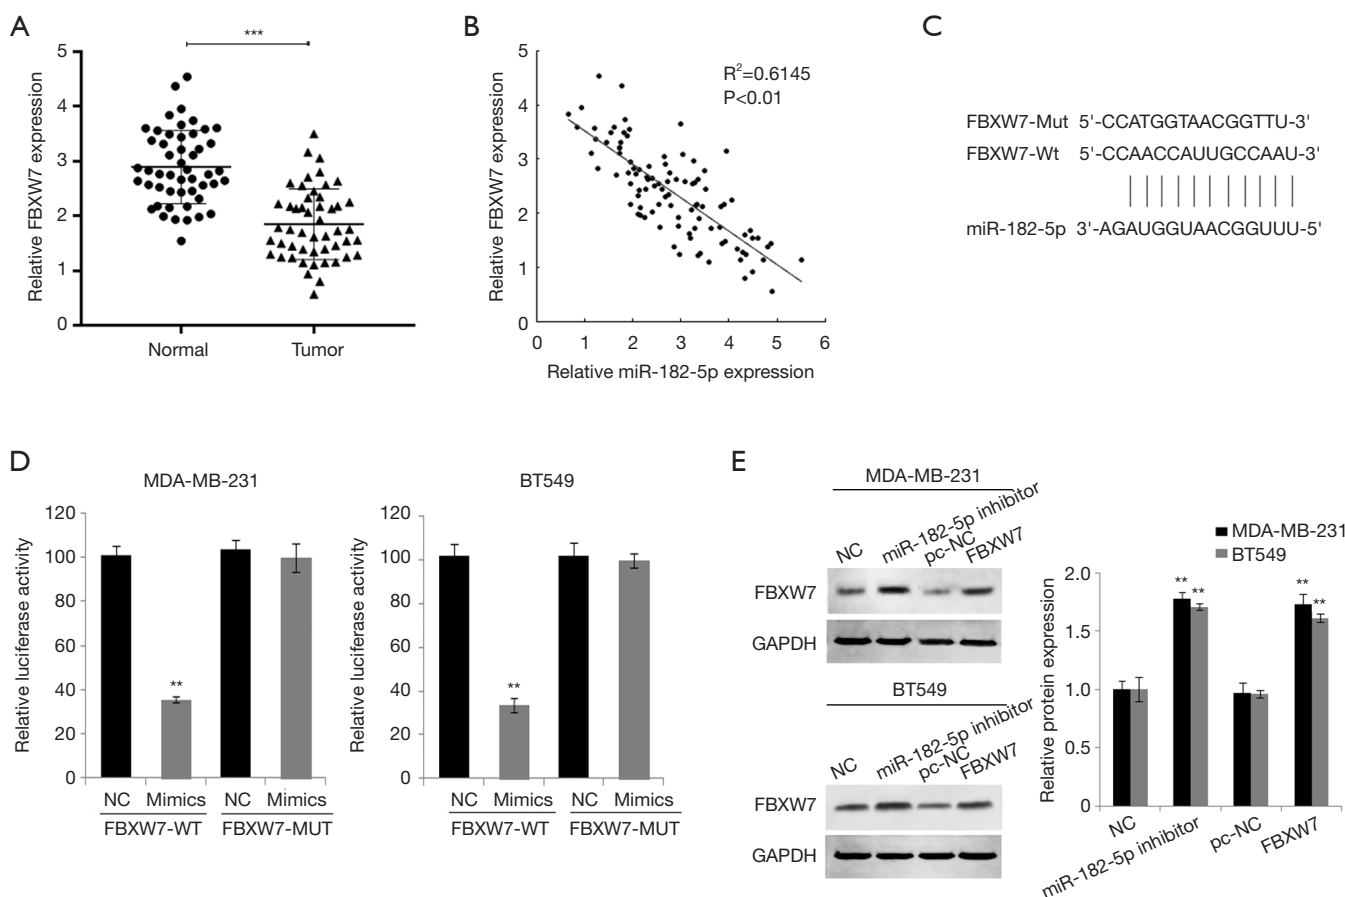 A
***
Relative FBXW7 expression
5
4
3
2
1
0
Normal Tumor
B
R²=0.6145
P<0.01
Relative FBXW7 expression
5
4
3
2
1
0
0 1 2 3 4 5 6
Relative miR-182-5p expression
C
FBXW7-Mut 5'-CCATGGTAACGGTTU-3'
FBXW7-Wt 5'-CCAACCAUUGCCAAU-3'
miR-182-5p 3'-AGAUGGUAACGGUUU-5'
D
MDA-MB-231
Relative luciferase activity
120
100
80
60
40
20
0
**
NC Mimics NC Mimics
FBXW7-WT FBXW7-MUT
BT549
Relative luciferase activity
120
100
80
60
40
20
0
**
NC Mimics NC Mimics
FBXW7-WT FBXW7-MUT
E
MDA-MB-231
NC miR-182-5p inhibitor pc-NC FBXW7
FBXW7
GAPDH
BT549
NC miR-182-5p inhibitor pc-NC FBXW7
FBXW7
GAPDH
MDA-MB-231
BT549
Relative protein expression
2.0
1.5
1.0
0.5
0
** ** ** **
NC miR-182-5p inhibitor pc-NC FBXW7